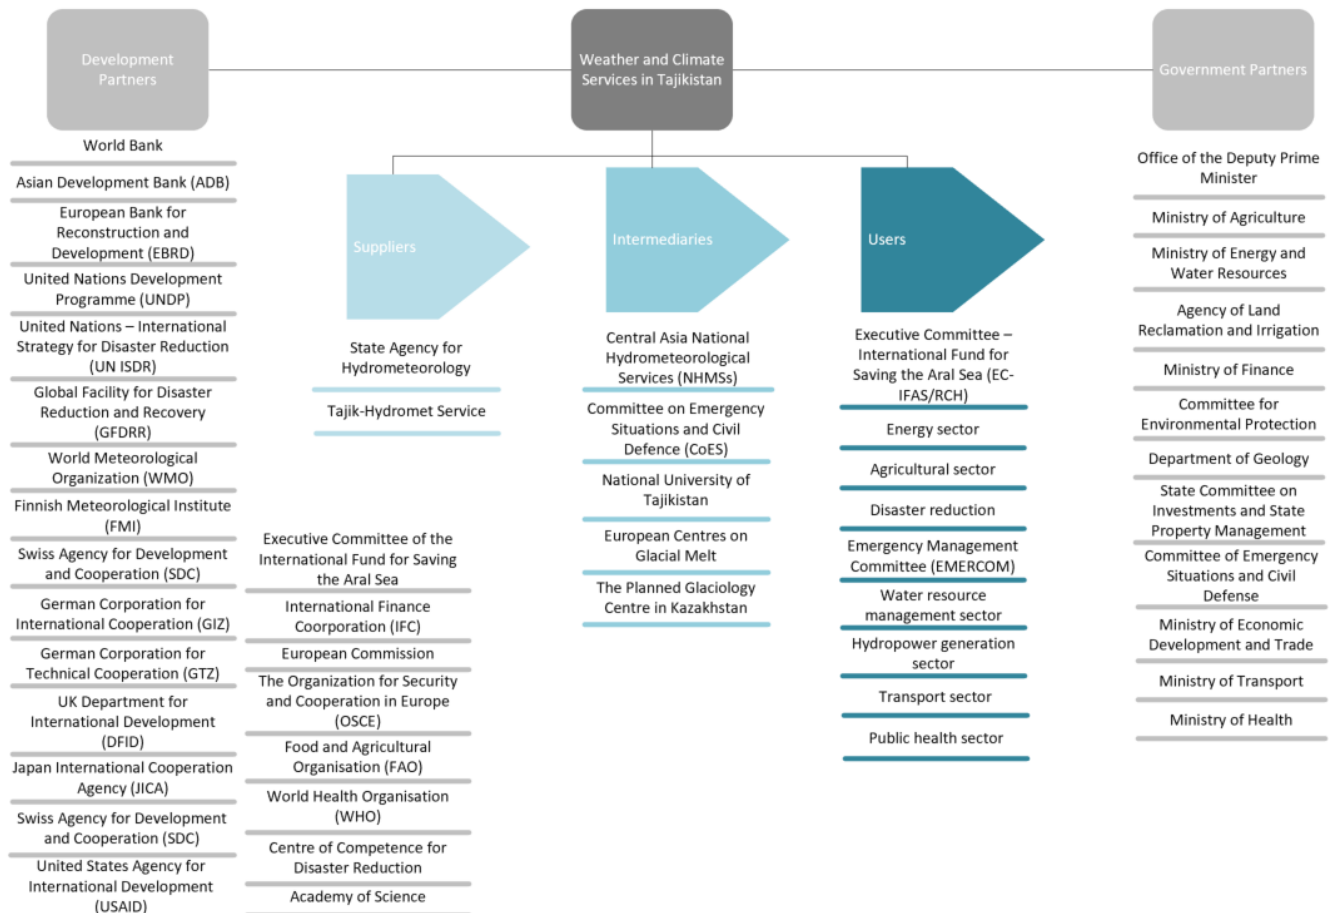 Development
Partners
Weather and Climate
Services in Tajikistan
Government Partners
World Bank
Asian Development Bank (ADB)
European Bank for
Reconstruction and
Development (EBRD)
United Nations Development
Programme (UNDP)
United Nations – International
Strategy for Disaster Reduction
(UN ISDR)
Global Facility for Disaster
Reduction and Recovery
(GFDRR)
World Meteorological
Organization (WMO)
Finnish Meteorological Institute
(FMI)
Swiss Agency for Development
and Cooperation (SDC)
German Corporation for
International Cooperation (GIZ)
German Corporation for
Technical Cooperation (GTZ)
UK Department for
International Development
(DFID)
Japan International Cooperation
Agency (JICA)
Swiss Agency for Development
and Cooperation (SDC)
United States Agency for
International Development
(USAID)
Executive Committee of the
International Fund for Saving
the Aral Sea
International Finance
Coorporation (IFC)
European Commission
The Organization for Security
and Cooperation in Europe
(OSCE)
Food and Agricultural
Organisation (FAO)
World Health Organisation
(WHO)
Centre of Competence for
Disaster Reduction
Academy of Science
Suppliers
State Agency for
Hydrometeorology
Tajik-Hydromet Service
Intermediaries
Central Asia National
Hydrometeorological
Services (NHMSs)
Committee on Emergency
Situations and Civil
Defence (CoES)
National University of
Tajikistan
European Centres on
Glacial Melt
The Planned Glaciology
Centre in Kazakhstan
Users
Executive Committee –
International Fund for
Saving the Aral Sea (EC-
IFAS/RCH)
Energy sector
Agricultural sector
Disaster reduction
Emergency Management
Committee (EMERCOM)
Water resource
management sector
Hydropower generation
sector
Transport sector
Public health sector
Office of the Deputy Prime
Minister
Ministry of Agriculture
Ministry of Energy and
Water Resources
Agency of Land
Reclamation and Irrigation
Ministry of Finance
Committee for
Environmental Protection
Department of Geology
State Committee on
Investments and State
Property Management
Committee of Emergency
Situations and Civil
Defense
Ministry of Economic
Development and Trade
Ministry of Transport
Ministry of Health